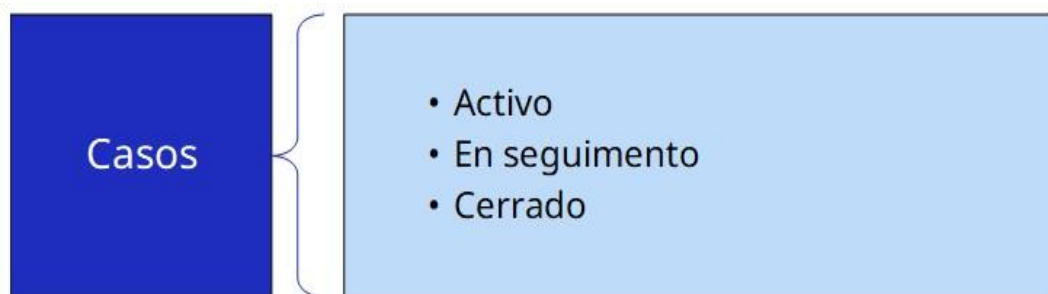 Casos
• Activo
• En seguimento
• Cerrado